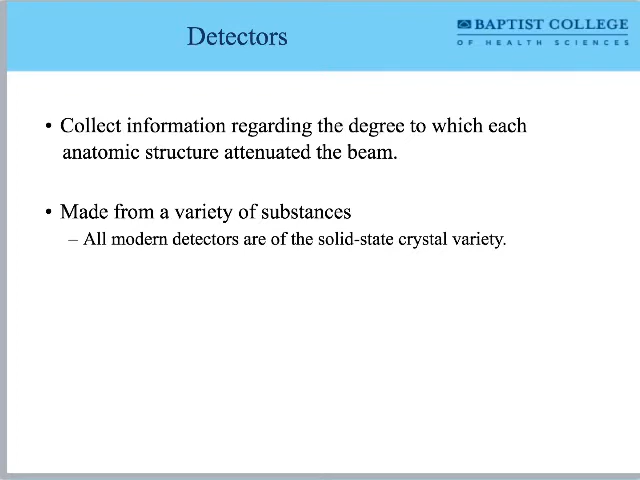 Detectors
BAPTIST COLLEGE
OF HEALTH SCIENCES
• Collect information regarding the degree to which each
anatomic structure attenuated the beam.
• Made from a variety of substances
– All modern detectors are of the solid-state crystal variety.